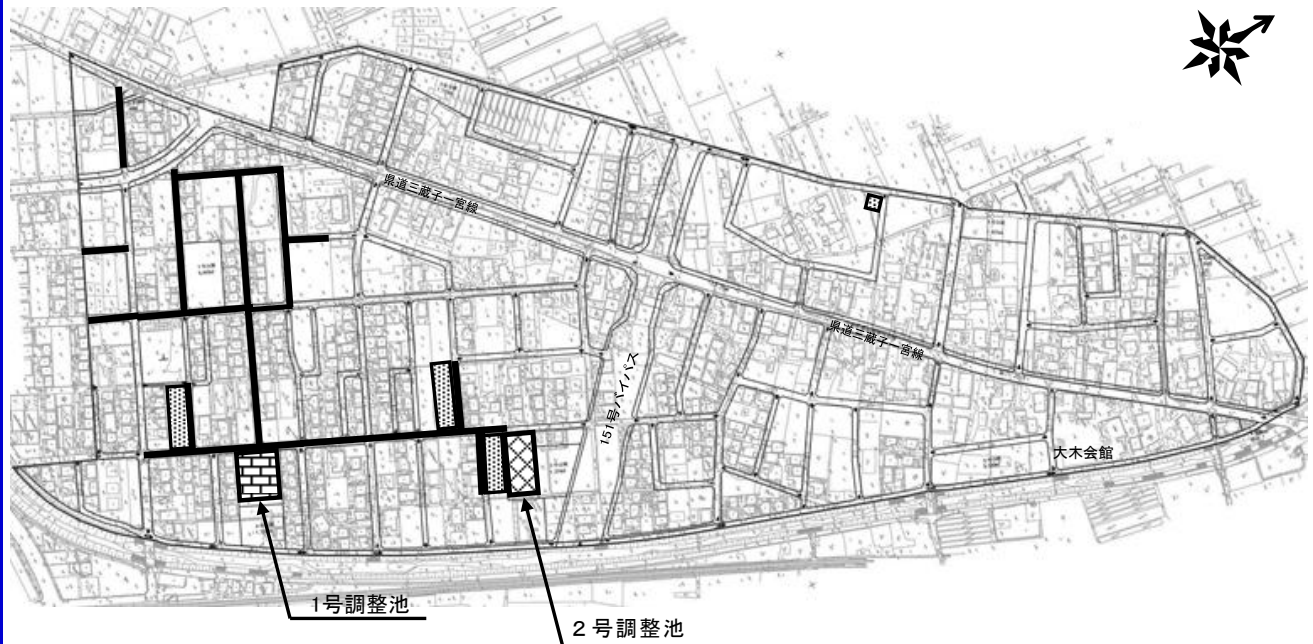 県道三蔵子一宮線
県道三蔵子一宮線
151号バイパス
大木会館
1号調整池
２号調整池